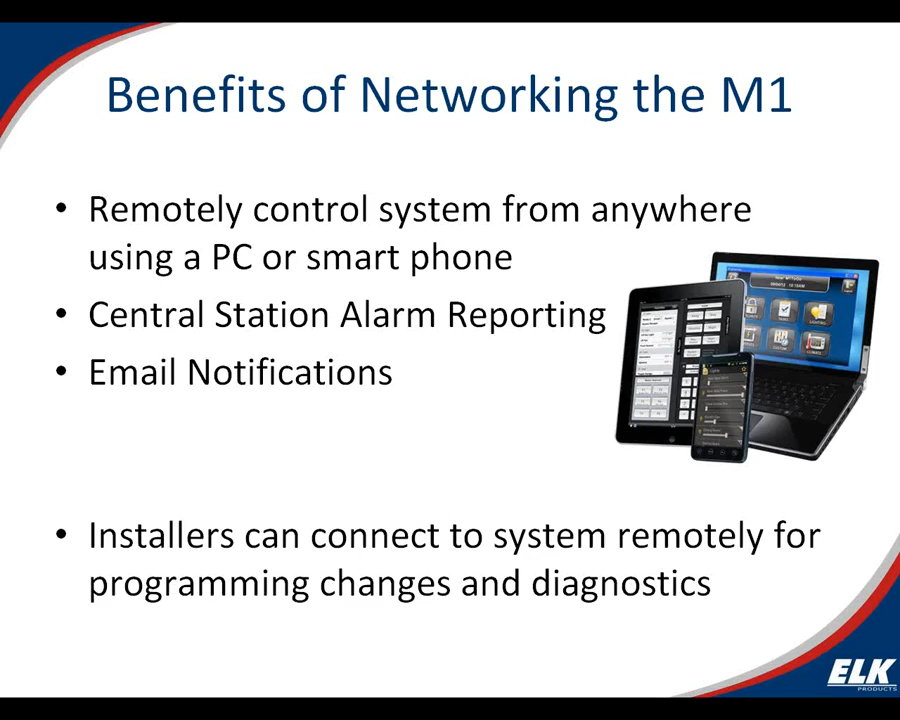 Benefits of Networking the M1
• Remotely control system from anywhere
using a PC or smart phone
• Central Station Alarm Reporting
• Email Notifications
• Installers can connect to system remotely for
programming changes and diagnostics
ELK
PRODUCTS